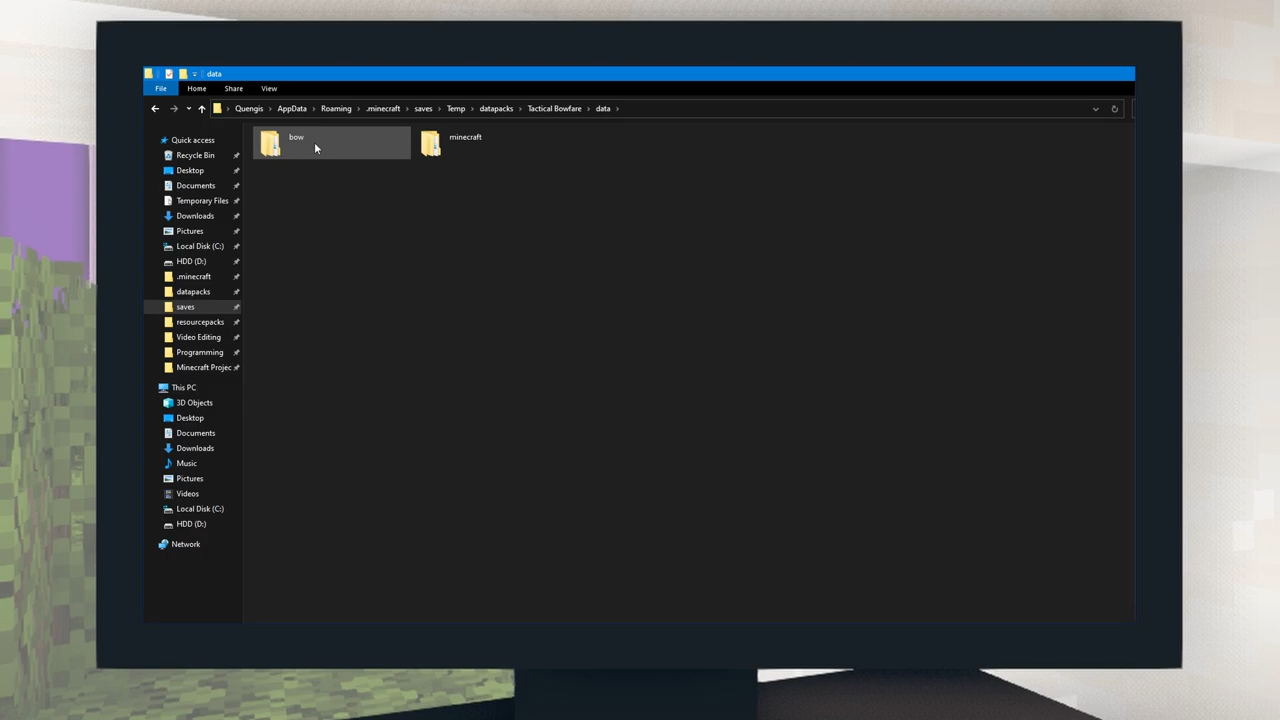 data
File Home Share View
Quengis > AppData > Roaming > .minecraft > saves > Temp > datapacks > Tactical Bowfare > data >
bow
minecraft
Quick access
Recycle Bin
Desktop
Documents
Temporary Files
Downloads
Pictures
Local Disk (C:)
HDD (D:)
.minecraft
datapacks
saves
resourcepacks
Video Editing
Programming
Minecraft Projec
This PC
3D Objects
Desktop
Documents
Downloads
Music
Pictures
Videos
Local Disk (C:)
HDD (D:)
Network